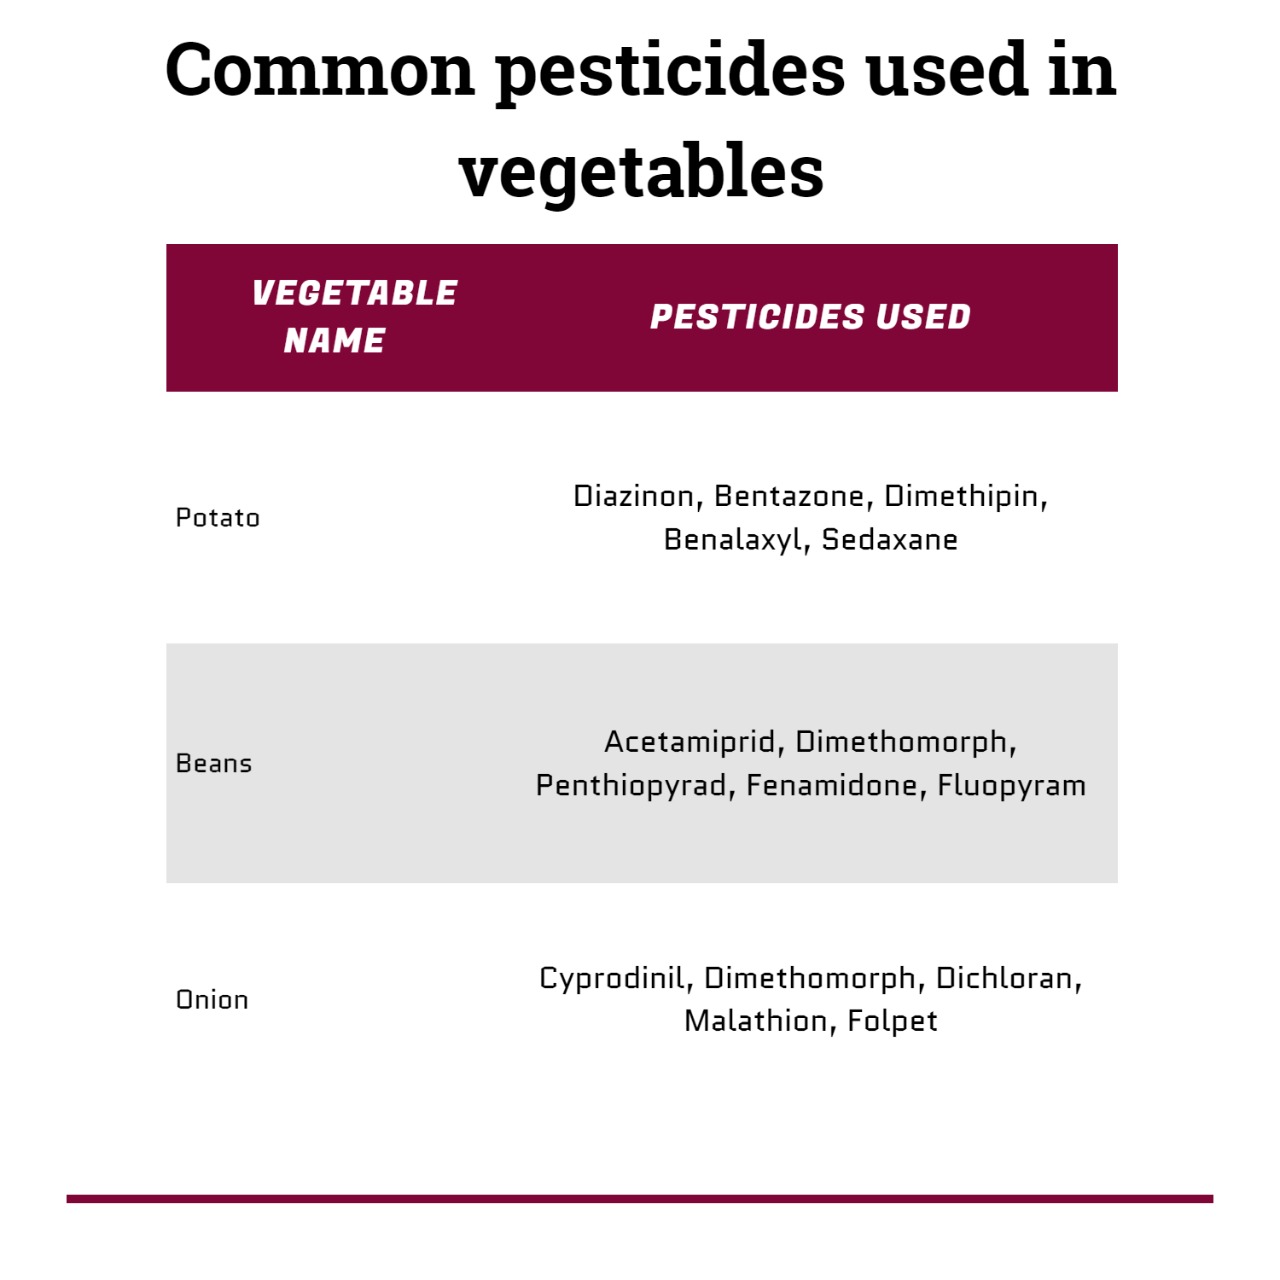 Common pesticides used in
vegetables
VEGETABLE
NAME
PESTICIDES USED
Potato
Diazinon, Bentazone, Dimethipin,
Benalaxyl, Sedaxane
Beans
Acetamiprid, Dimethomorph,
Penthiopyrad, Fenamidone, Fluopyram
Onion
Cyprodinil, Dimethomorph, Dichloran,
Malathion, Folpet